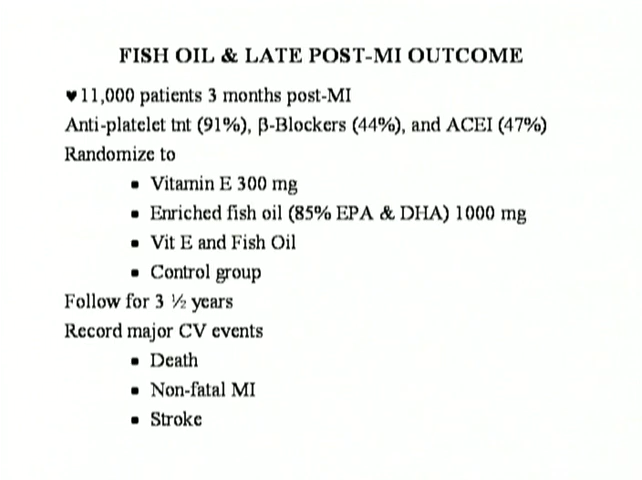 FISH OIL & LATE POST-MI OUTCOME
♥11,000 patients 3 months post-MI
Anti-platelet tnt (91%), β-Blockers (44%), and ACEI (47%)
Randomize to
▪ Vitamin E 300 mg
▪ Enriched fish oil (85% EPA & DHA) 1000 mg
▪ Vit E and Fish Oil
▪ Control group
Follow for 3 ½ years
Record major CV events
▪ Death
▪ Non-fatal MI
▪ Stroke